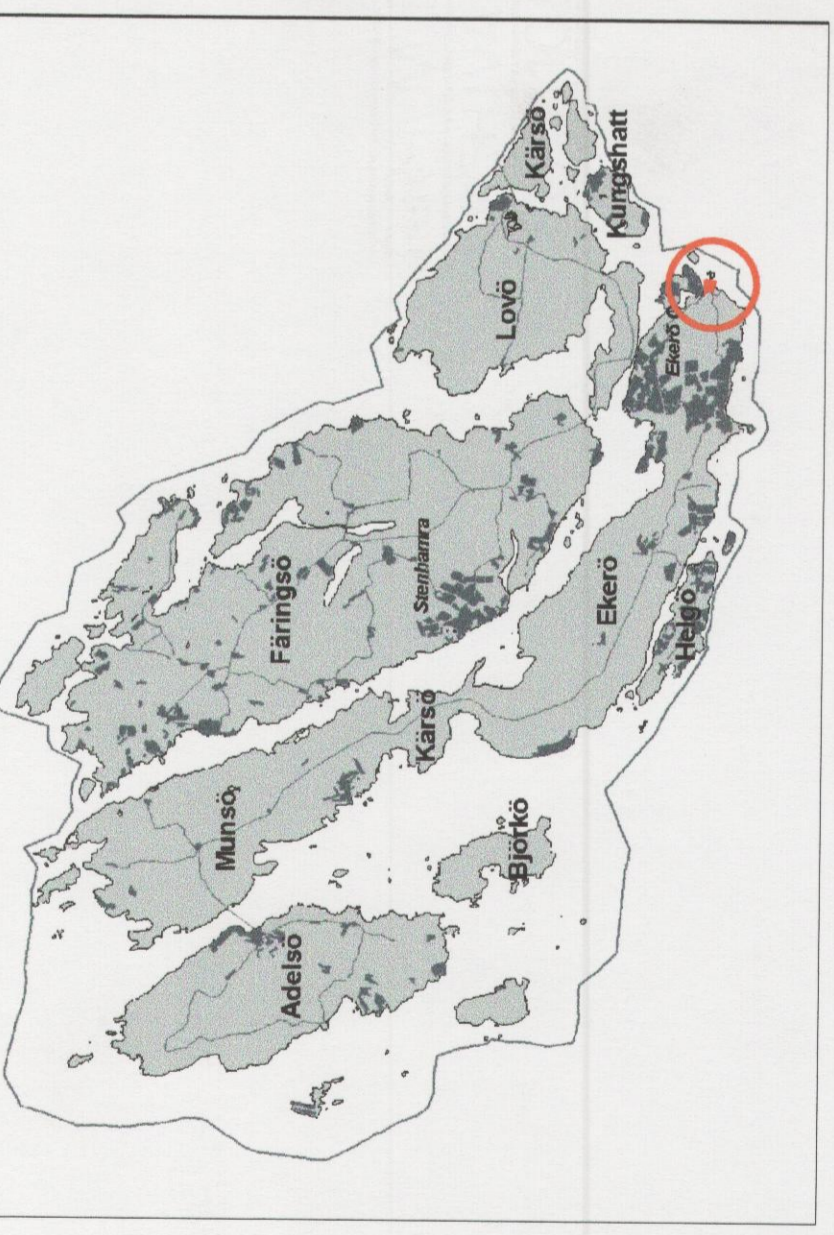 Kärsö
Kungshatt
Lovö
Ekerö
Färingsö
Stenhamra
Ekerö
Helgö
Kärsö
Munsö
Björkö
Adelsö